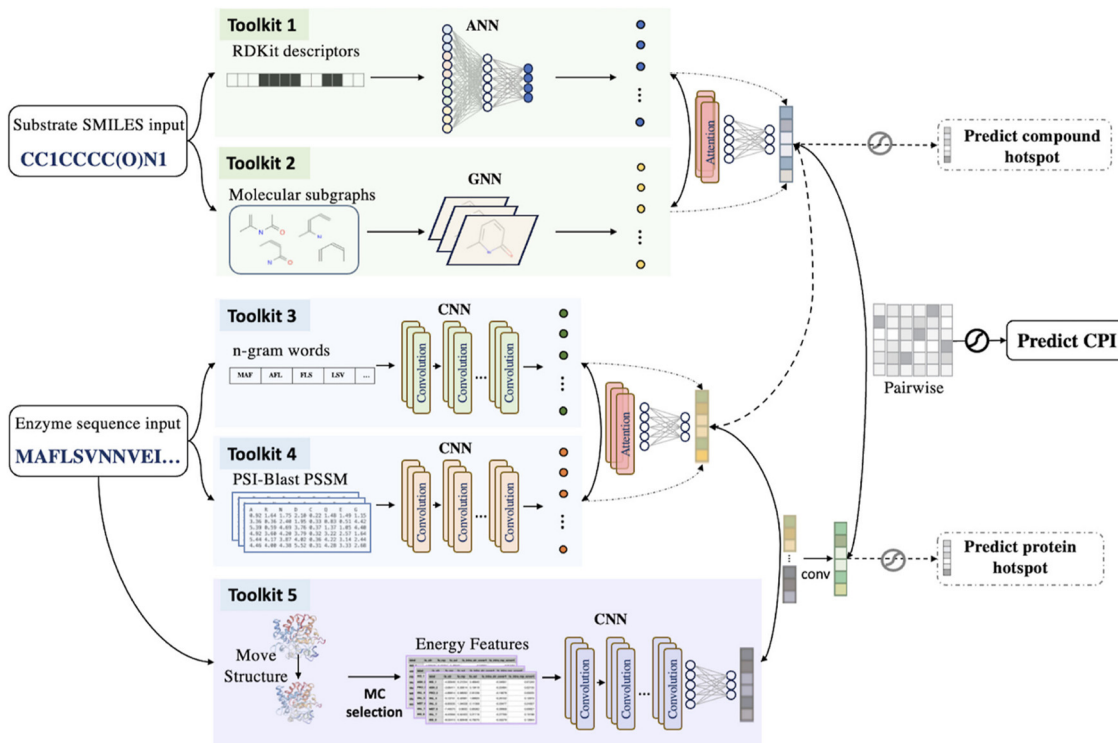 Toolkit 1
RDKit descriptors
ANN
Substrate SMILES input
CC1CCCC(O)N1
Toolkit 2
Molecular subgraphs
GNN
Attention
Predict compound
hotspot
Toolkit 3
n-gram words
MAF AFL FLS LSV ...
CNN
Convolution Convolution ... Convolution
Enzyme sequence input
MAFLSVNNVEI...
Toolkit 4
PSI-Blast PSSM
A R N D C Q E G
CNN
Convolution Convolution ... Convolution
Attention
Pairwise
Predict CPI
conv
Predict protein
hotspot
Toolkit 5
Move
Structure
MC
selection
Energy Features
CNN
Convolution Convolution ... Convolution